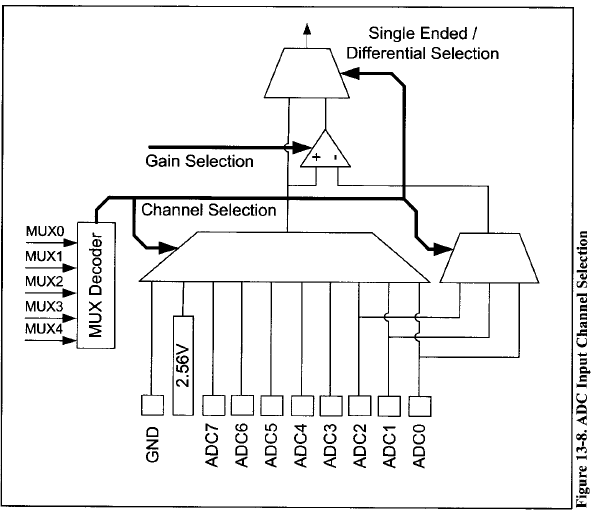 Single Ended /
Differential Selection
+ -
Gain Selection
Channel Selection
MUX0
MUX1
MUX2
MUX3
MUX4
MUX Decoder
2.56V
GND
ADC7
ADC6
ADC5
ADC4
ADC3
ADC2
ADC1
ADC0
Figure 13-8. ADC Input Channel Selection